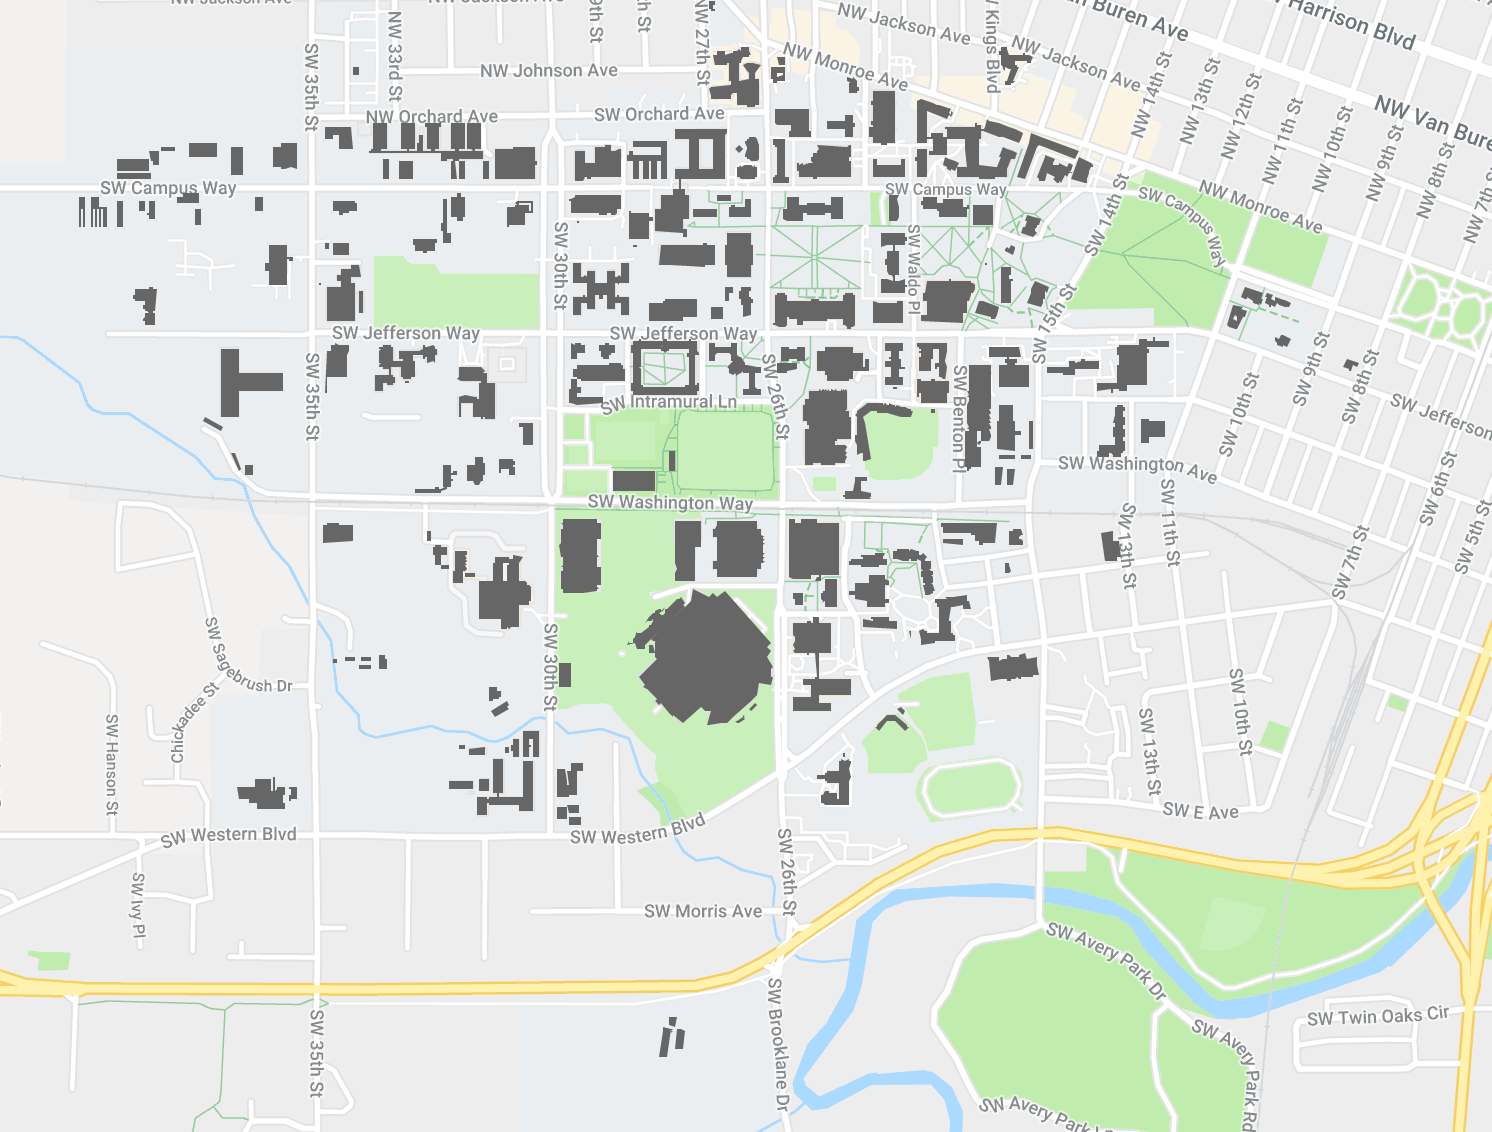 NW Jackson Ave
NW Jackson Ave
NW 33rd St
9th St
th St
NW 27th St
SW 35th St
NW Johnson Ave
NW Monroe Ave
NW Jackson Ave
Kings Blvd
NW Jackson Ave
an Buren Ave
Harrison Blvd
NW 14th St
NW 13th St
NW 12th St
NW 11th St
NW 10th St
NW 9th St
NW 8th St
NW 7th St
NW Van Bure
NW Orchard Ave
SW Orchard Ave
SW Campus Way
SW Campus Way
SW Campus Way
NW Monroe Ave
SW 14th St
SW 30th St
SW Waldo Pl
SW 15th St
SW Jefferson Way
SW Jefferson Way
SW 35th St
SW 26th St
SW Benton Pl
SW 10th St
SW 9th St
SW 8th St
SW Jefferson
SW Intramural Ln
SW Washington Ave
SW Washington Way
SW 13th St
SW 11th St
SW 7th St
SW 6th St
SW 5th St
SW Sagebrush Dr
Chickadee St
SW Hanson St
SW 30th St
SW 13th St
SW 10th St
SW E Ave
SW Western Blvd
SW Western Blvd
SW Ivy Pl
SW 26th St
SW Morris Ave
SW Avery Park Dr
SW 35th St
SW Brooklane Dr
SW Twin Oaks Cir
SW Avery Park Rd
SW Avery Park